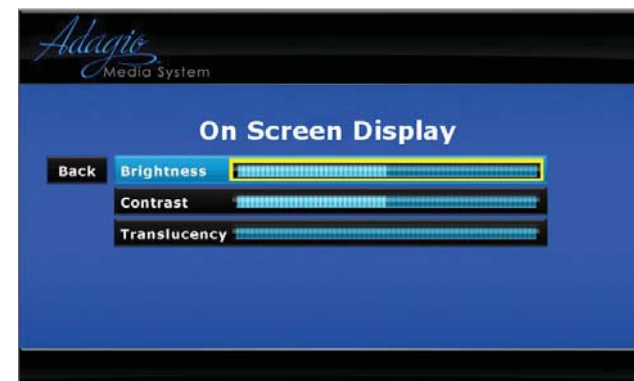 Adagio
Media System
On Screen Display
Back
Brightness
Contrast
Translucency